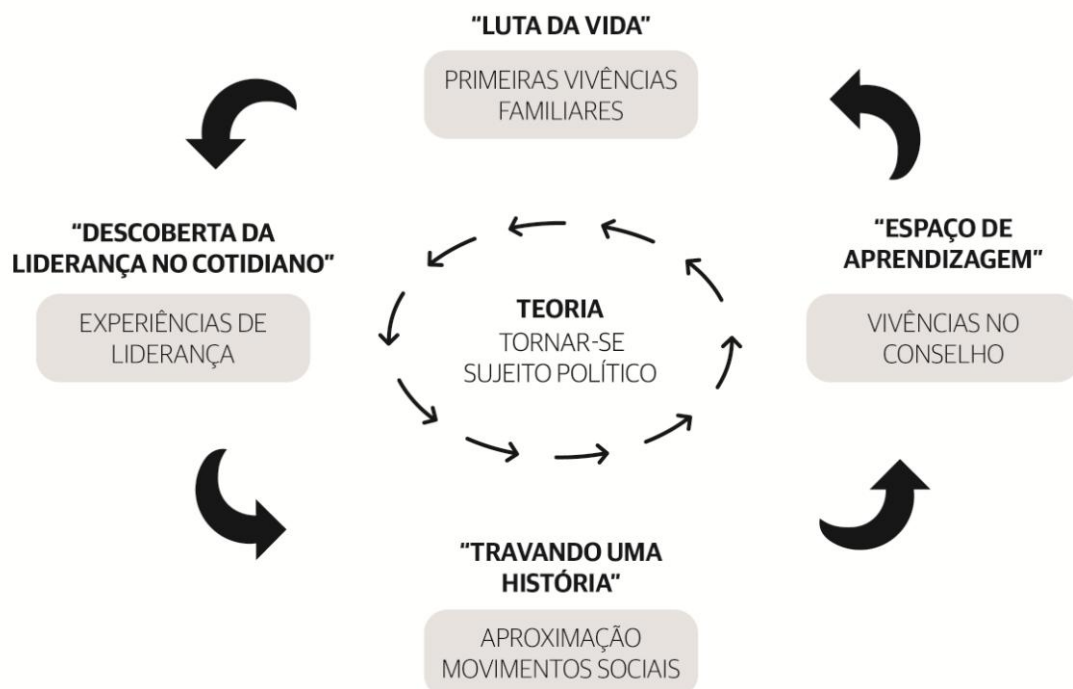 "LUTA DA VIDA"
PRIMEIRAS VIVÊNCIAS
FAMILIARES
"DESCOBERTA DA
LIDERANÇA NO COTIDIANO"
EXPERIÊNCIAS DE
LIDERANÇA
TEORIA
TORNAR-SE
SUJEITO POLÍTICO
"ESPAÇO DE
APRENDIZAGEM"
VIVÊNCIAS NO
CONSELHO
"TRAVANDO UMA
HISTÓRIA"
APROXIMAÇÃO
MOVIMENTOS SOCIAIS